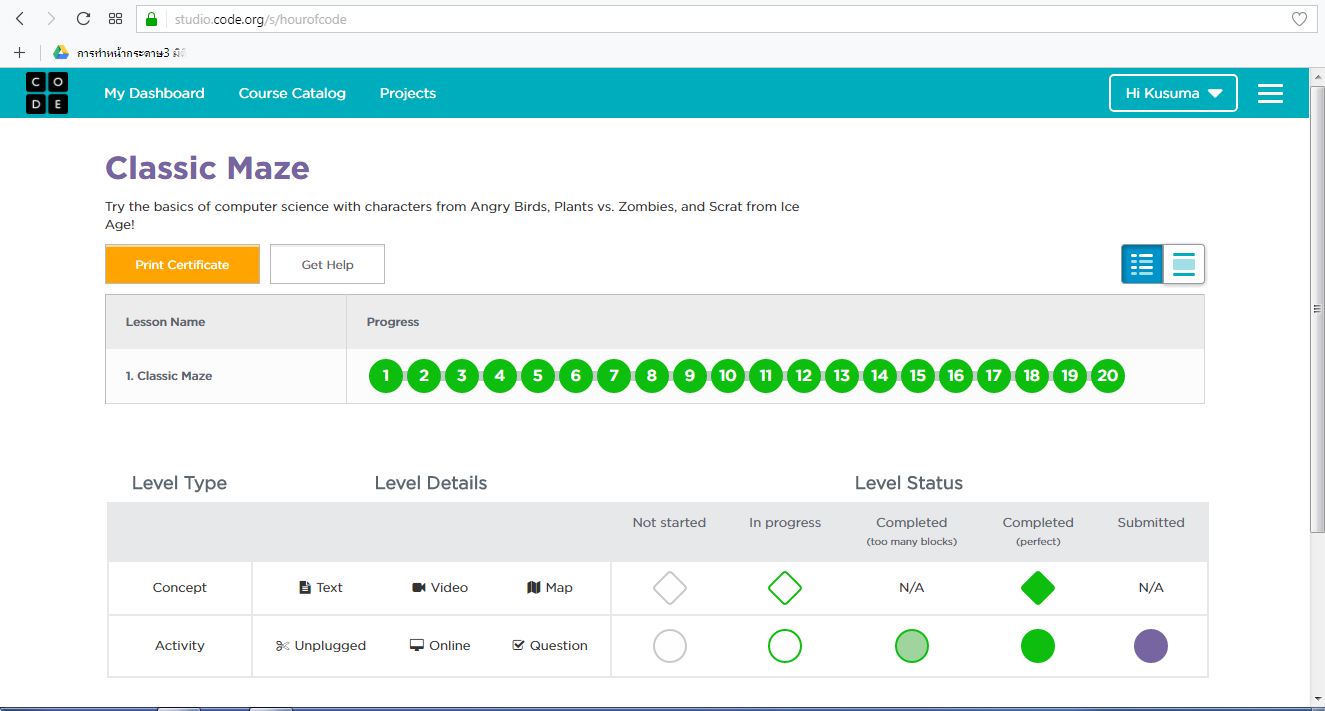 studio.code.org/s/hourofcode
การทำหน้ากระดาษ3 มิ
CODE
My Dashboard
Course Catalog
Projects
Hi Kusuma
Classic Maze
Try the basics of computer science with characters from Angry Birds, Plants vs. Zombies, and Scrat from Ice
Age!
Print Certificate
Get Help
Lesson Name
Progress
1. Classic Maze
1 2 3 4 5 6 7 8 9 10 11 12 13 14 15 16 17 18 19 20
Level Type
Level Details
Level Status
Not started
In progress
Completed
(too many blocks)
Completed
(perfect)
Submitted
Concept
Text
Video
Map
N/A
N/A
Activity
Unplugged
Online
Question